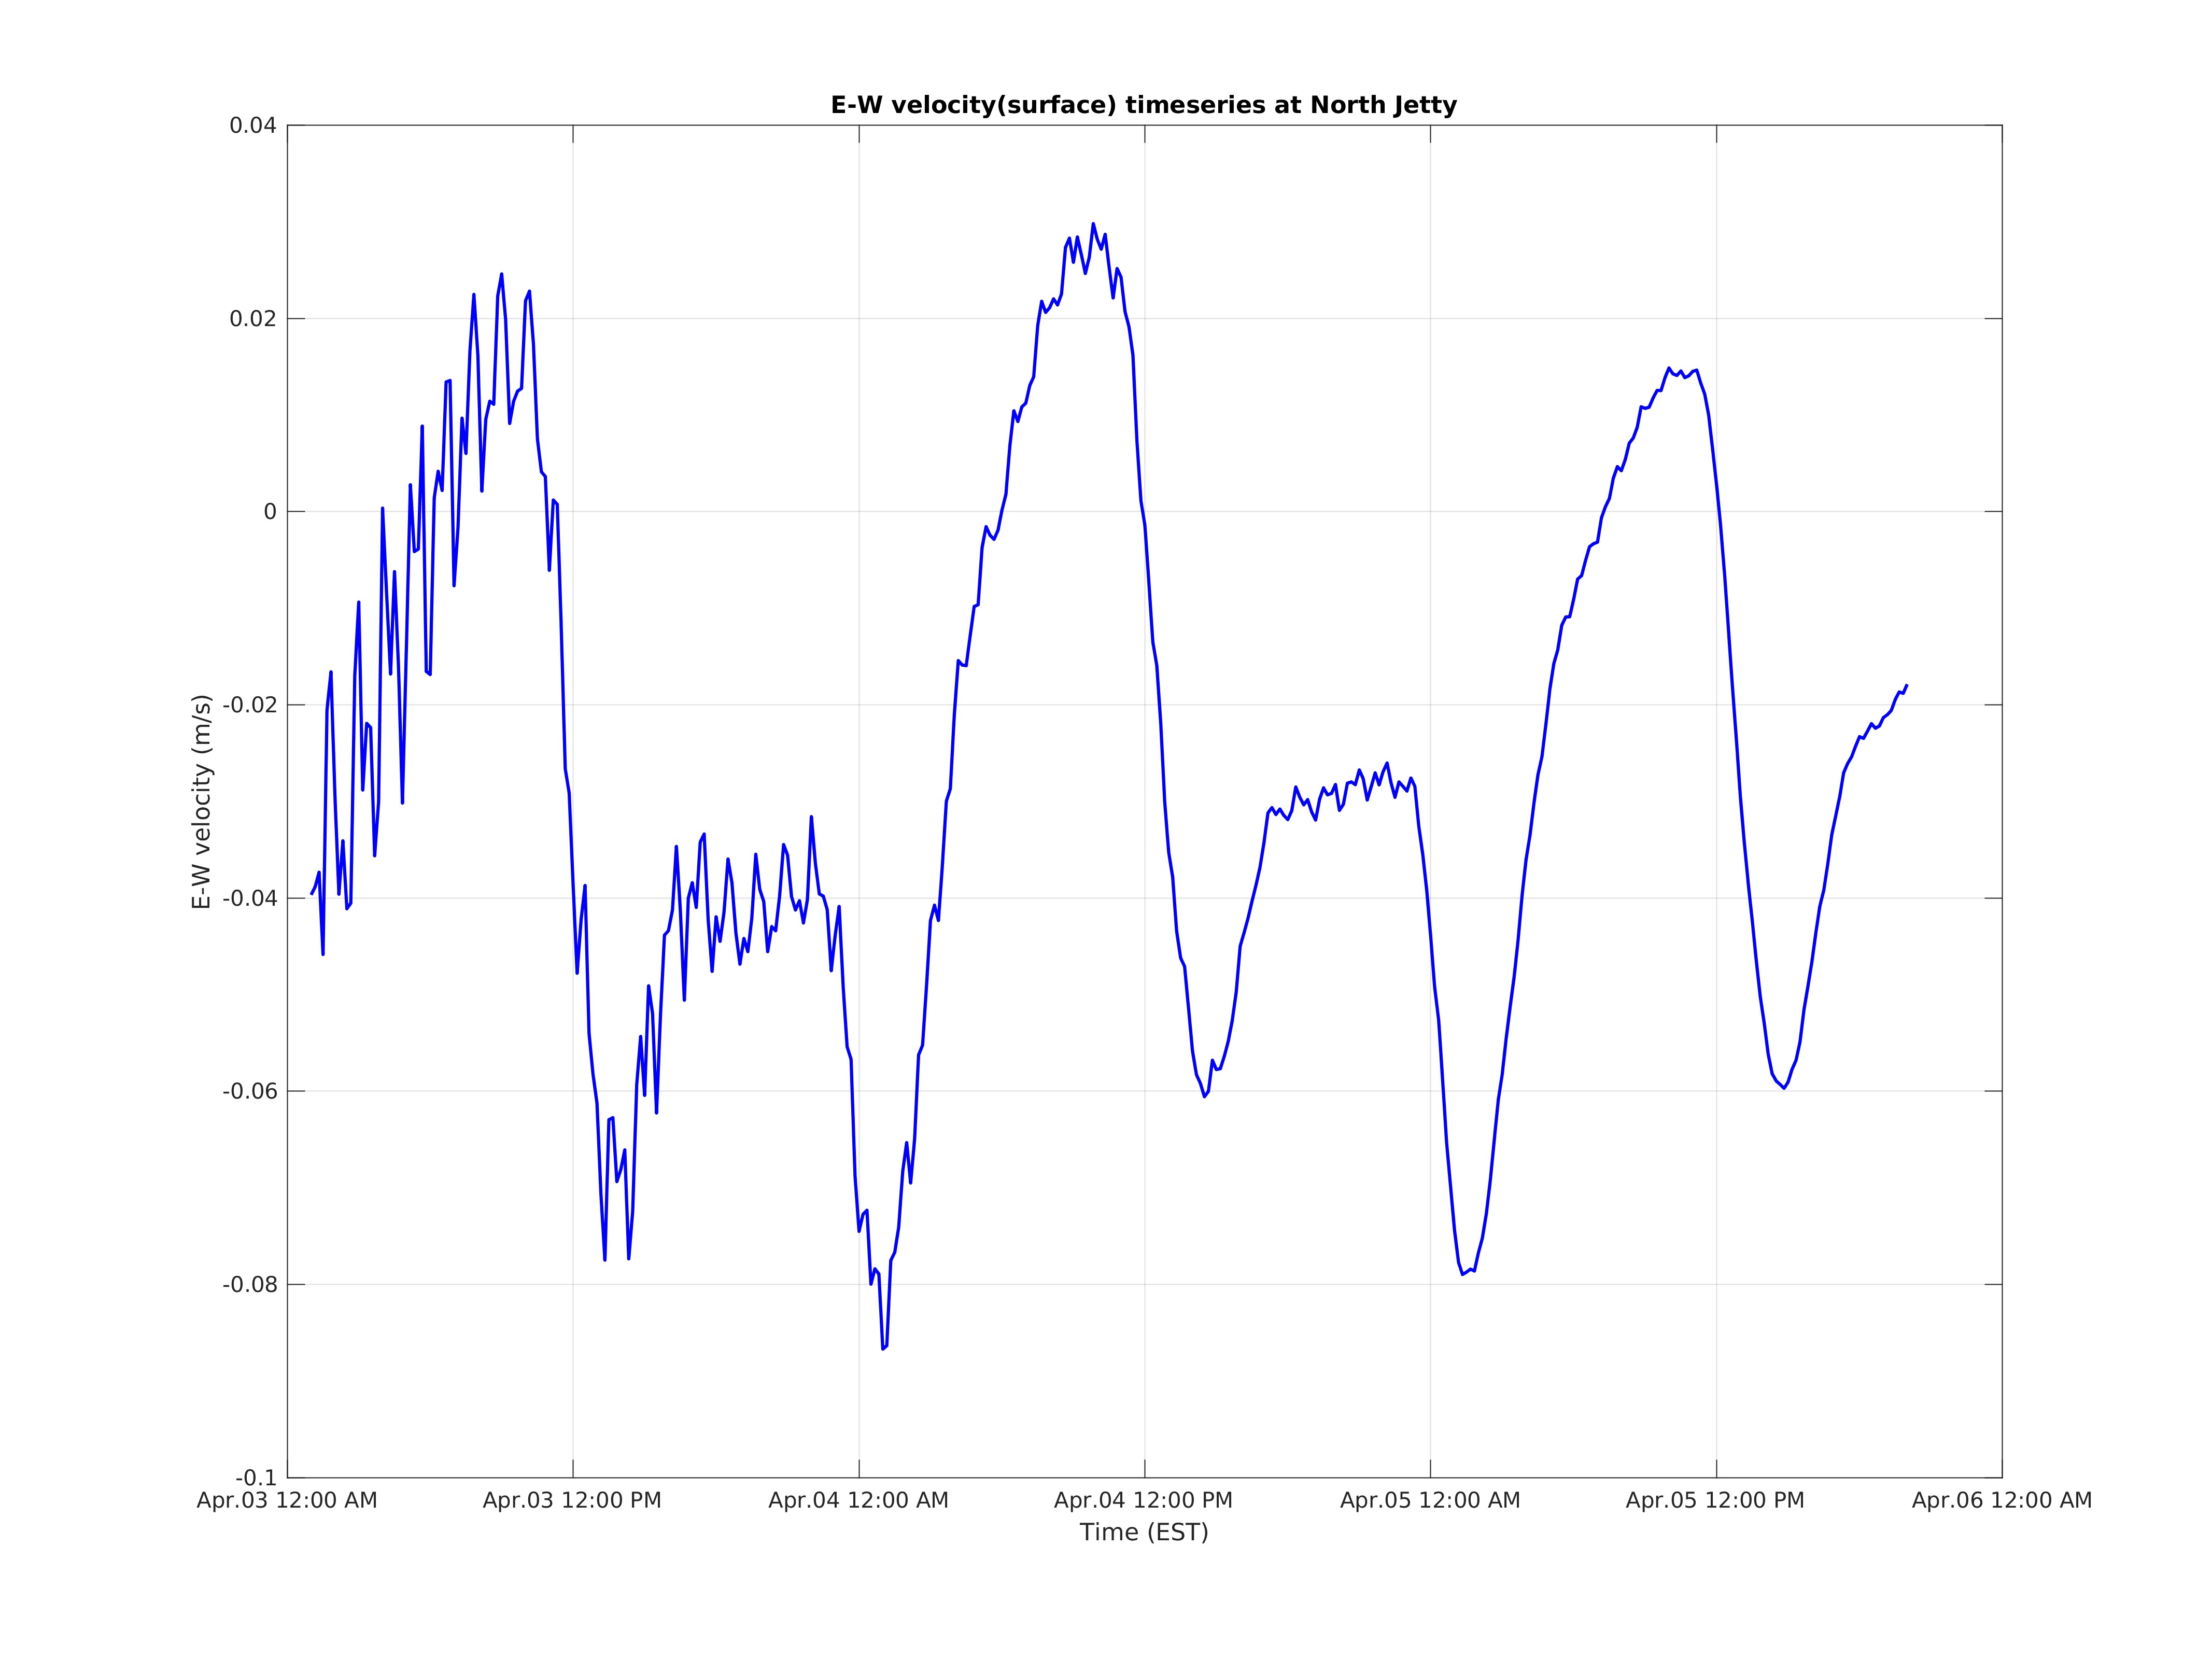 E-W velocity(surface) timeseries at North Jetty
0.04
0.02
0
-0.02
-0.04
-0.06
-0.08
-0.1
E-W velocity (m/s)
Apr.03 12:00 AM
Apr.03 12:00 PM
Apr.04 12:00 AM
Apr.04 12:00 PM
Apr.05 12:00 AM
Apr.05 12:00 PM
Apr.06 12:00 AM
Time (EST)